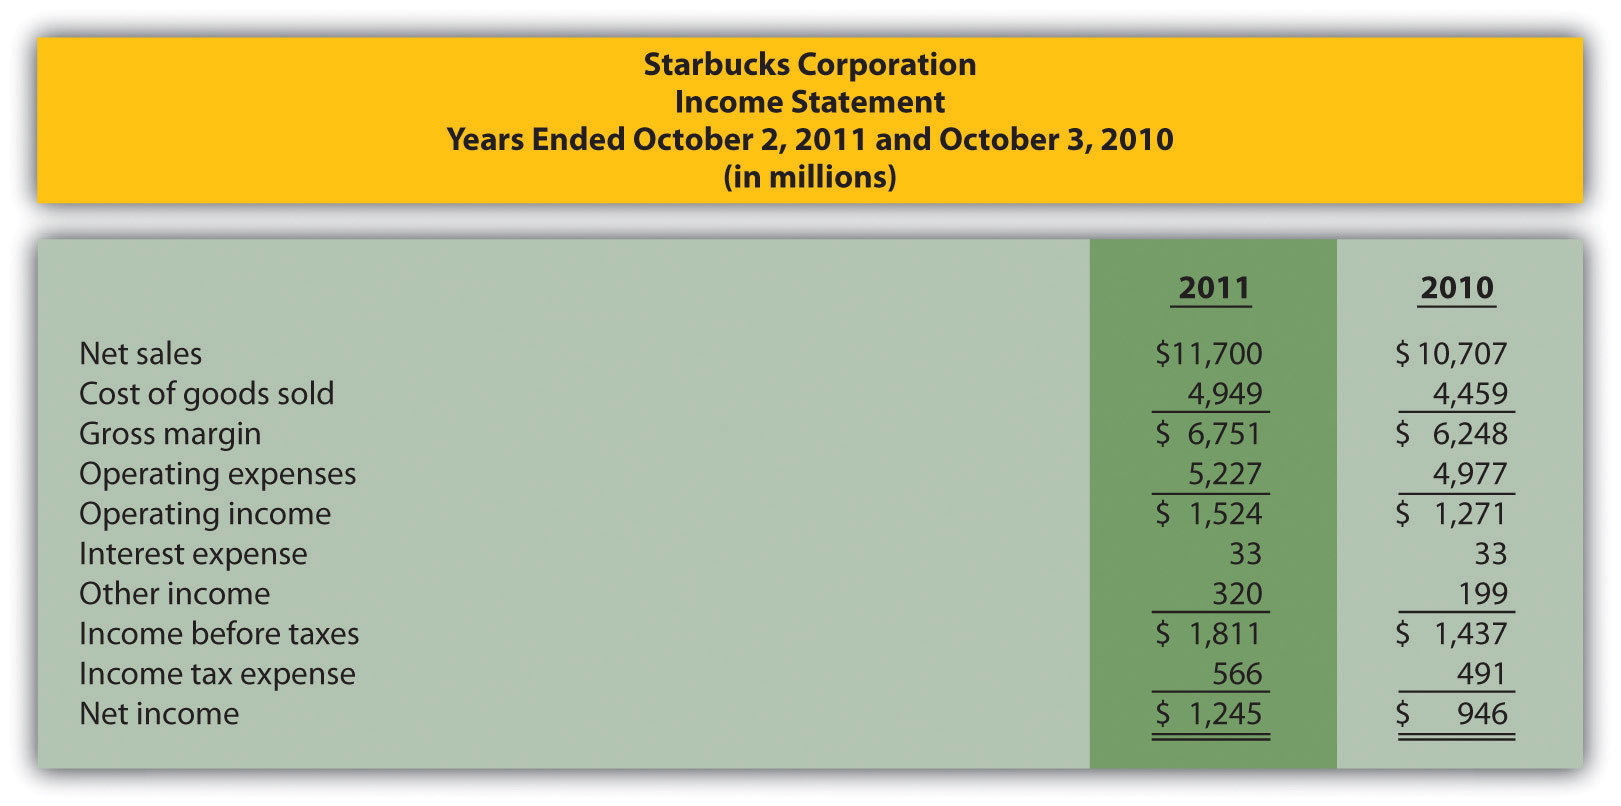 Starbucks Corporation
Income Statement
Years Ended October 2, 2011 and October 3, 2010
(in millions)
2011 2010
Net sales $11,700 $ 10,707
Cost of goods sold 4,949 4,459
Gross margin $ 6,751 $ 6,248
Operating expenses 5,227 4,977
Operating income $ 1,524 $ 1,271
Interest expense 33 33
Other income 320 199
Income before taxes $ 1,811 $ 1,437
Income tax expense 566 491
Net income $ 1,245 $ 946